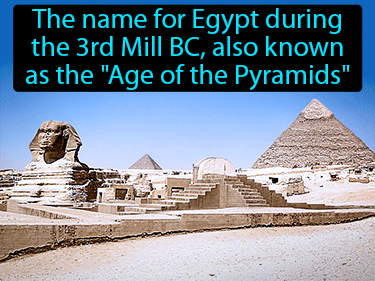 The name for Egypt during
the 3rd Mill BC, also known
as the "Age of the Pyramids"